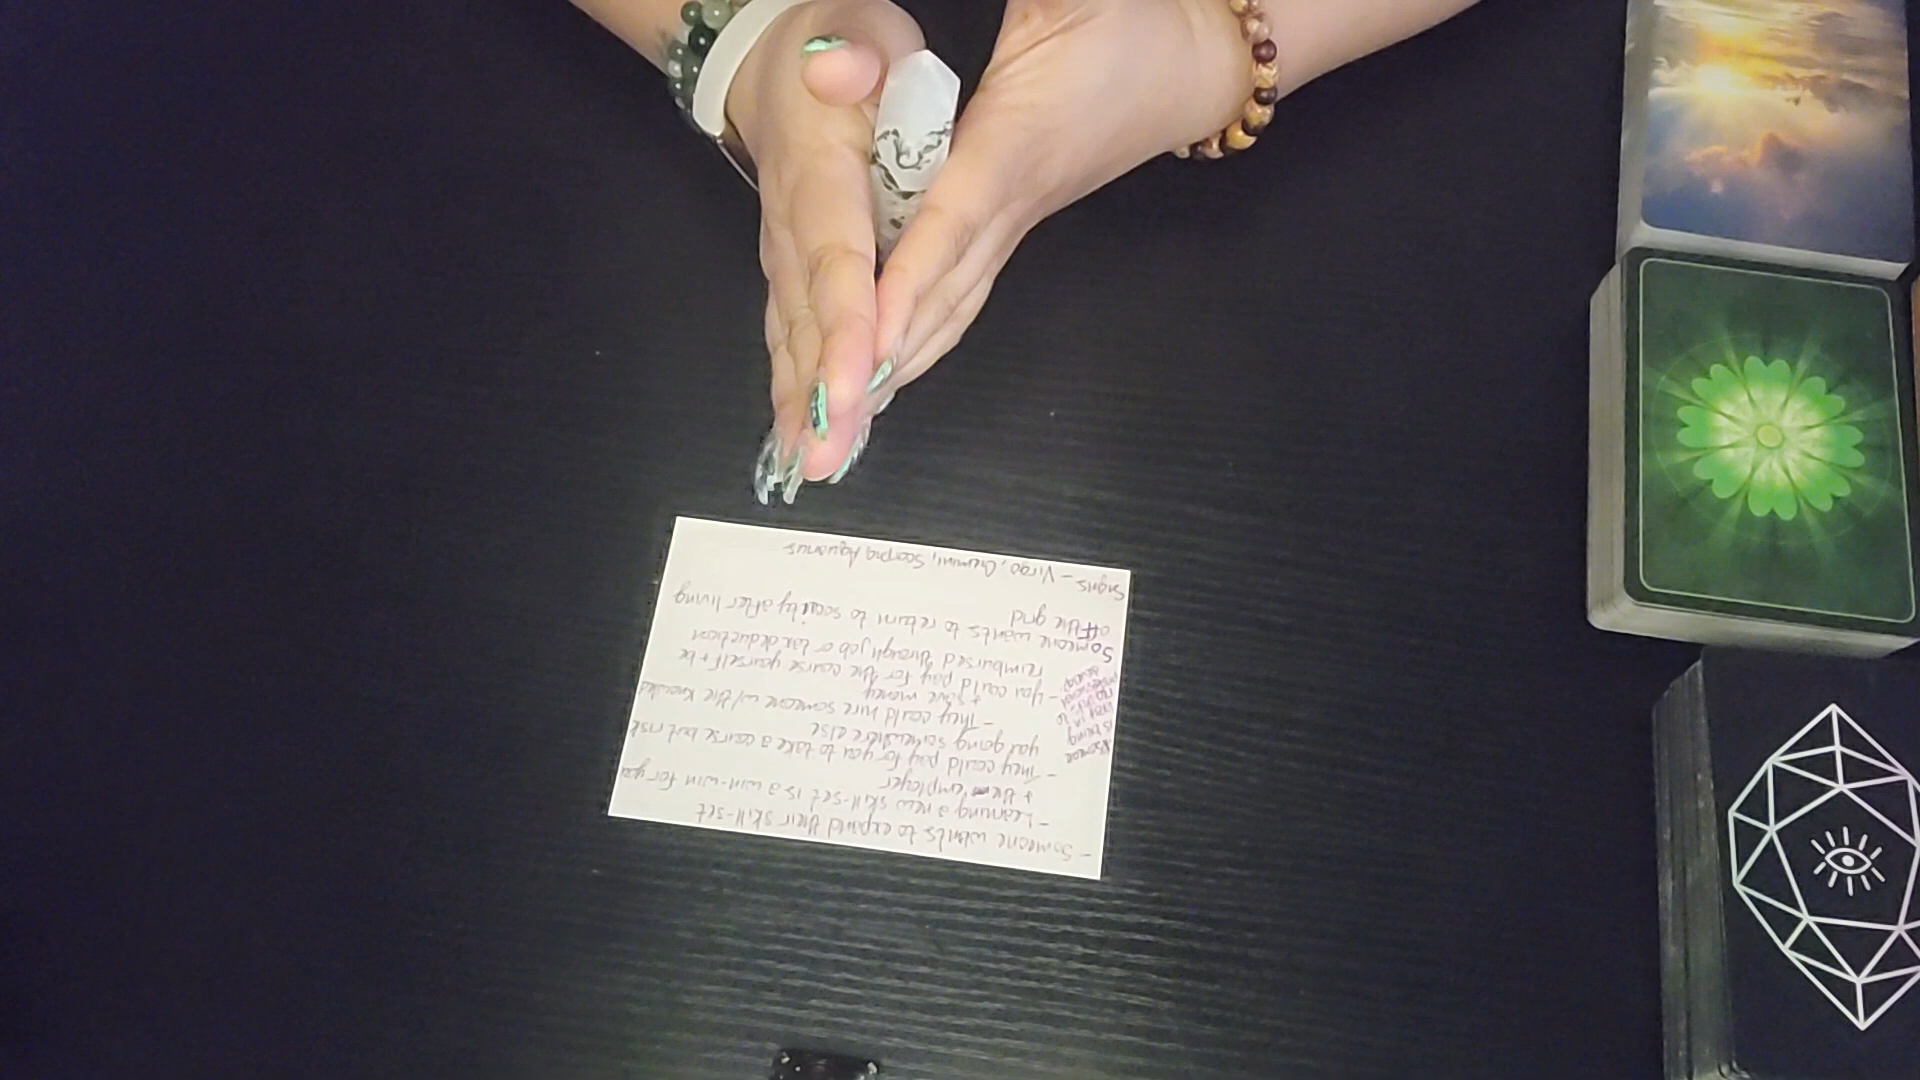 - Someone wants to expand their skill-set
- Learning a new skill-set is a win-win for you
+ employer
- They could pay for you to take a course but risk
you going somewhere else
- They could hire someone w/ the
+ save money
- you could pay for the course yourself + be
reimbursed through job or tax deduction
Someone wants to return to society after living
off the grid
Signs - Virgo, Gemini, Scorpio Aquarius
is being